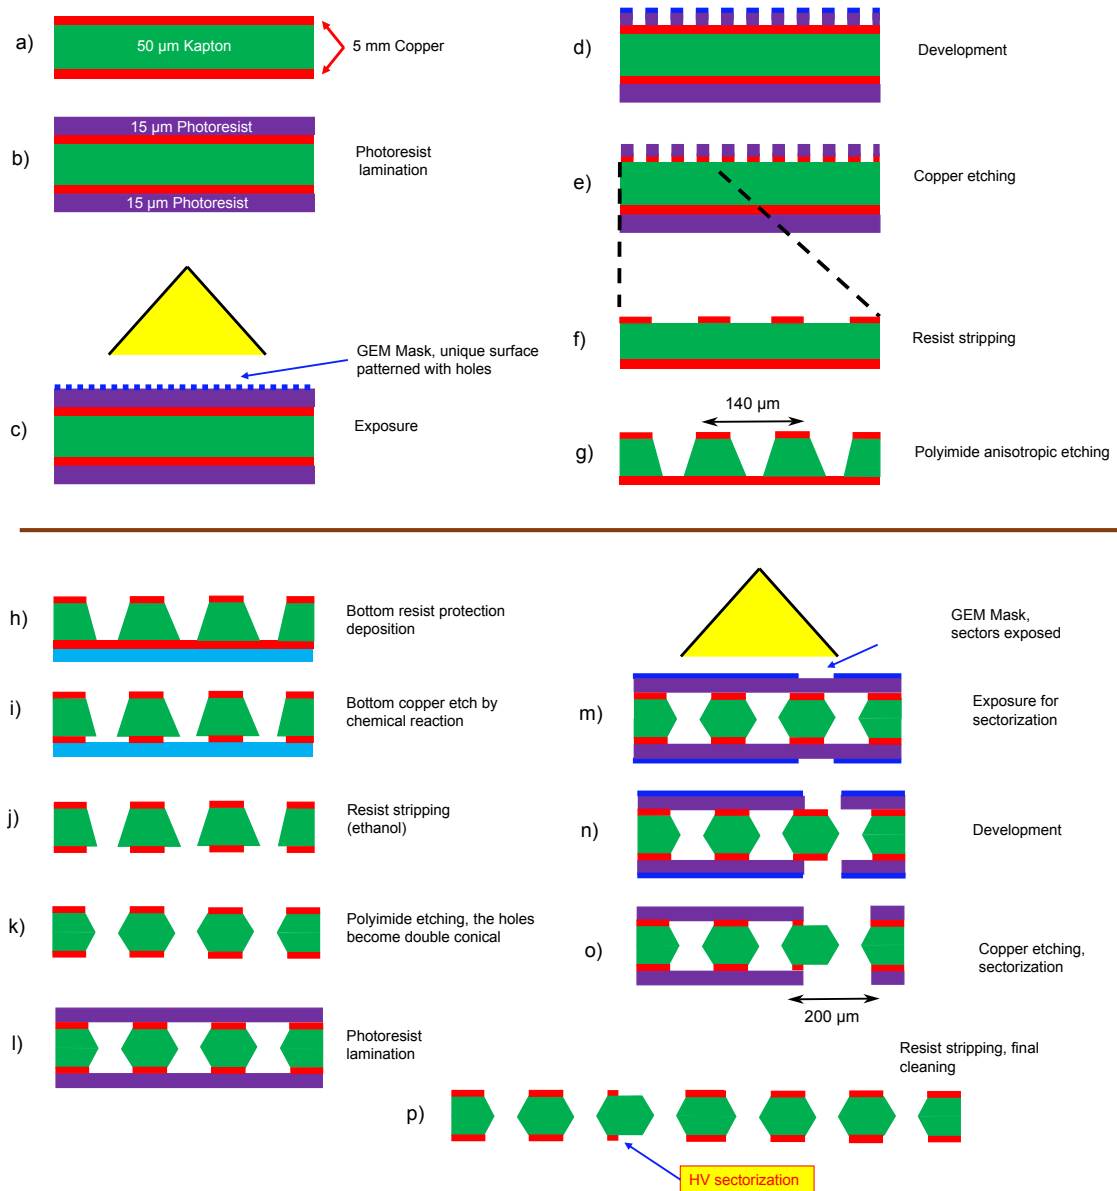 a)
50 µm Kapton
5 mm Copper
b)
15 µm Photoresist
15 µm Photoresist
Photoresist
lamination
c)
GEM Mask, unique surface
patterned with holes
Exposure
d)
Development
e)
Copper etching
f)
Resist stripping
g)
140 µm
Polyimide anisotropic etching
h)
Bottom resist protection
deposition
i)
Bottom copper etch by
chemical reaction
j)
Resist stripping
(ethanol)
k)
Polyimide etching, the holes
become double conical
l)
Photoresist
lamination
m)
GEM Mask,
sectors exposed
Exposure for
sectorization
n)
Development
o)
Copper etching,
sectorization
200 µm
p)
Resist stripping, final
cleaning
HV sectorization